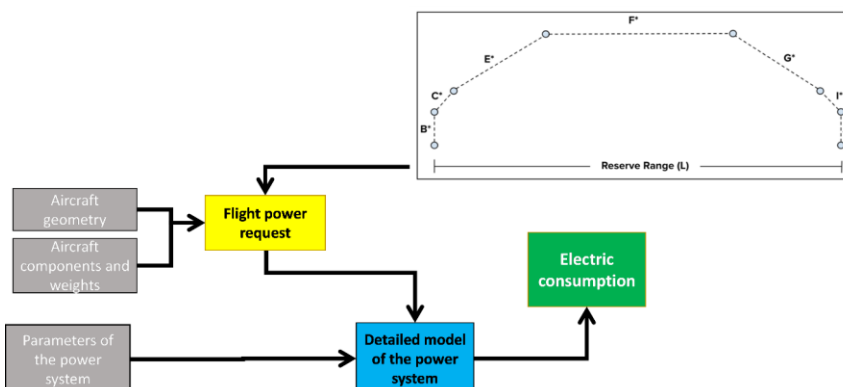 F*
E*
G*
C*
I*
B*
Reserve Range (L)
Aircraft
geometry
Flight power
request
Aircraft
components and
weights
Electric
consumption
Parameters of
the power
system
Detailed model
of the power
system